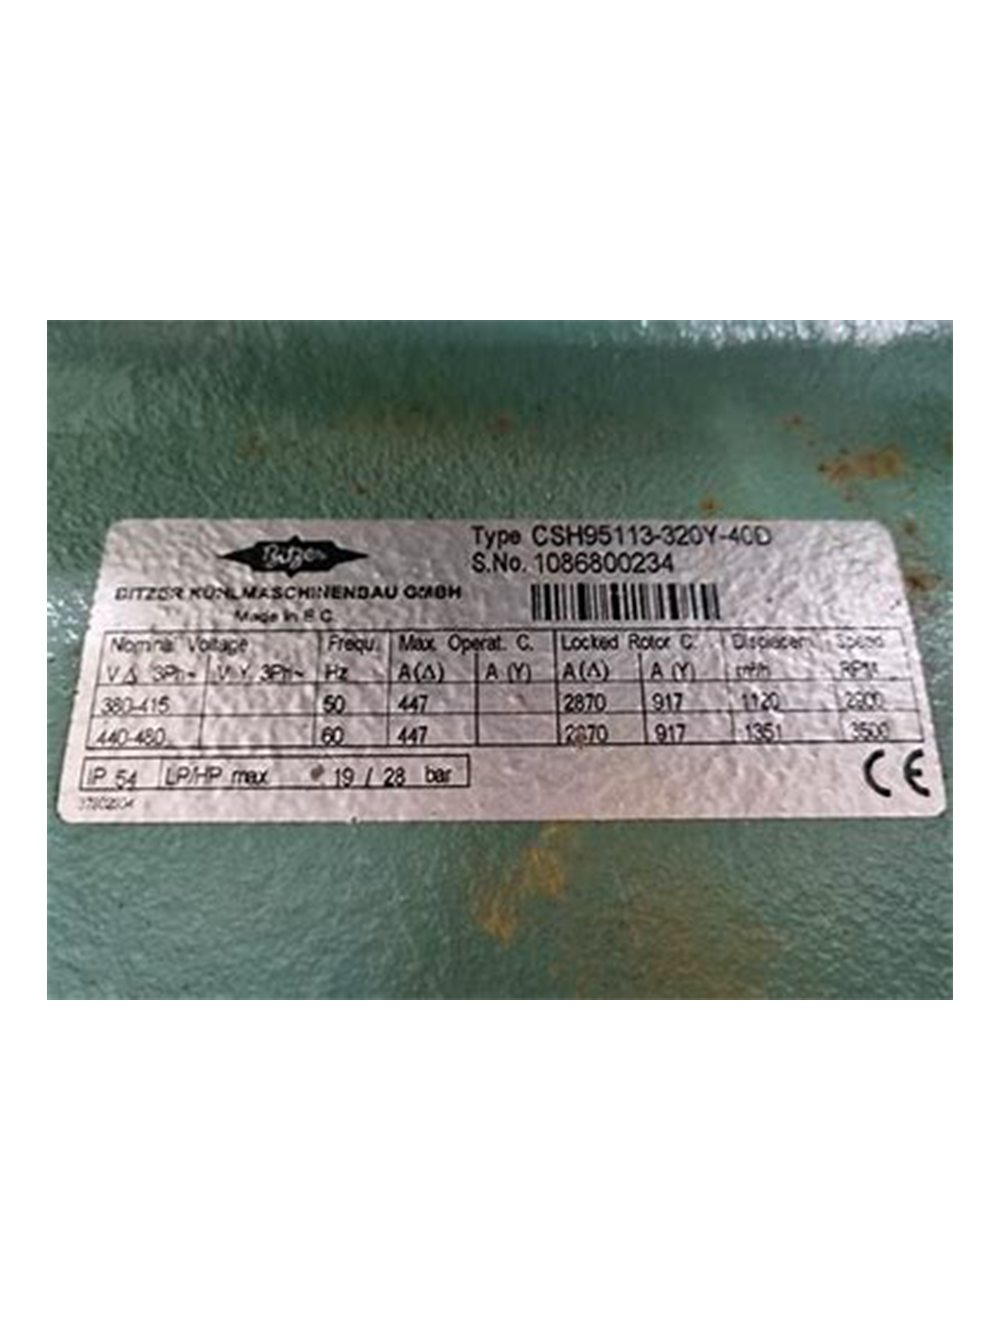 Bitzer
Type CSH95113-320Y-40D
S.No. 1086800234
BITZER KÜHLMASCHINENBAU GMBH
Made in E.C.
Nominal Voltage Frequ. Max. Operat. C. Locked Rotor C. Displacem. Speed
V Δ 3Ph~ V Y 3Ph~ Hz A(Δ) A (Y) A(Δ) A (Y) m³/h RPM
380-415 50 447 2870 917 1120 2900
440-480 60 447 2870 917 1351 3500
IP 54 LP/HP max. 19 / 28 bar
CE